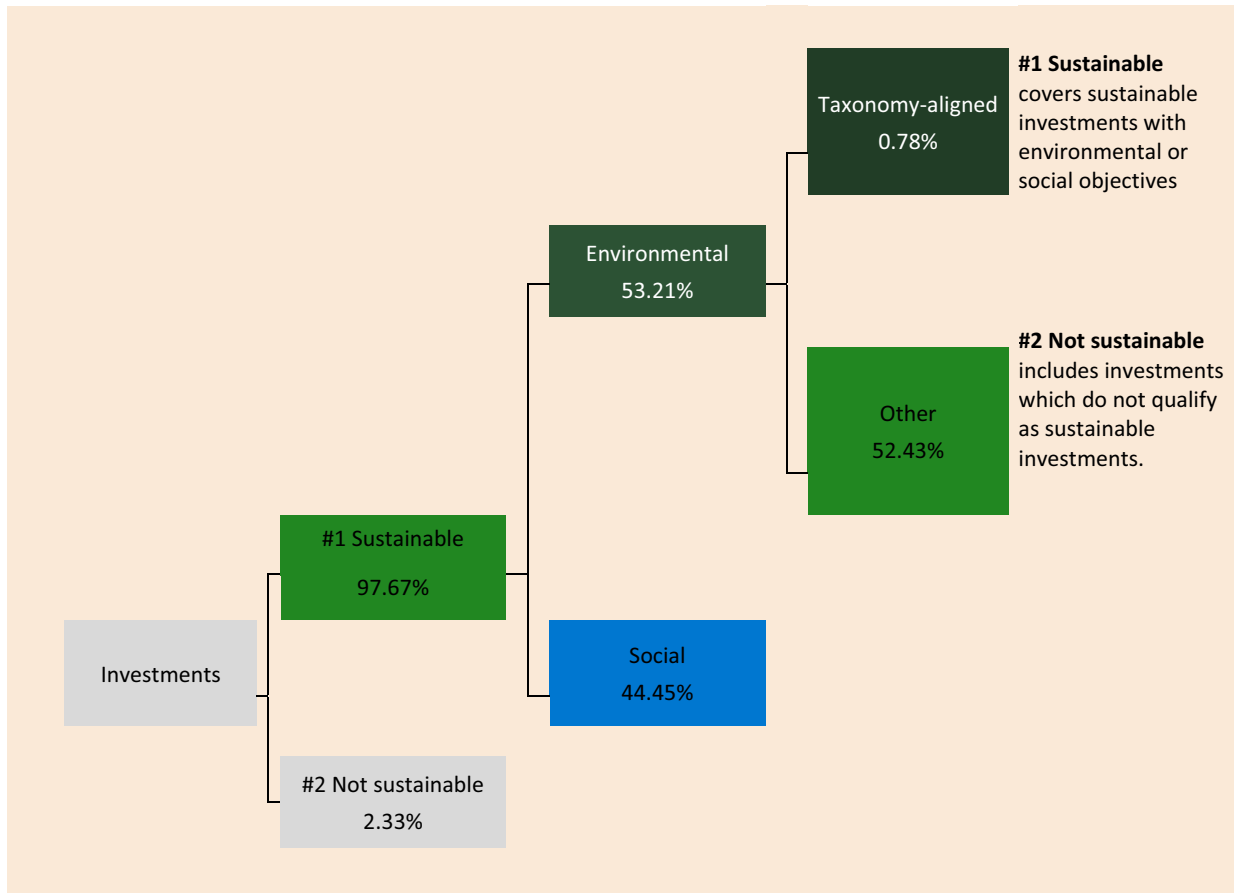 Taxonomy-aligned
0.78%
#1 Sustainable
covers sustainable
investments with
environmental or
social objectives
Environmental
53.21%
Other
52.43%
#2 Not sustainable
includes investments
which do not qualify
as sustainable
investments.
#1 Sustainable
97.67%
Investments
Social
44.45%
#2 Not sustainable
2.33%